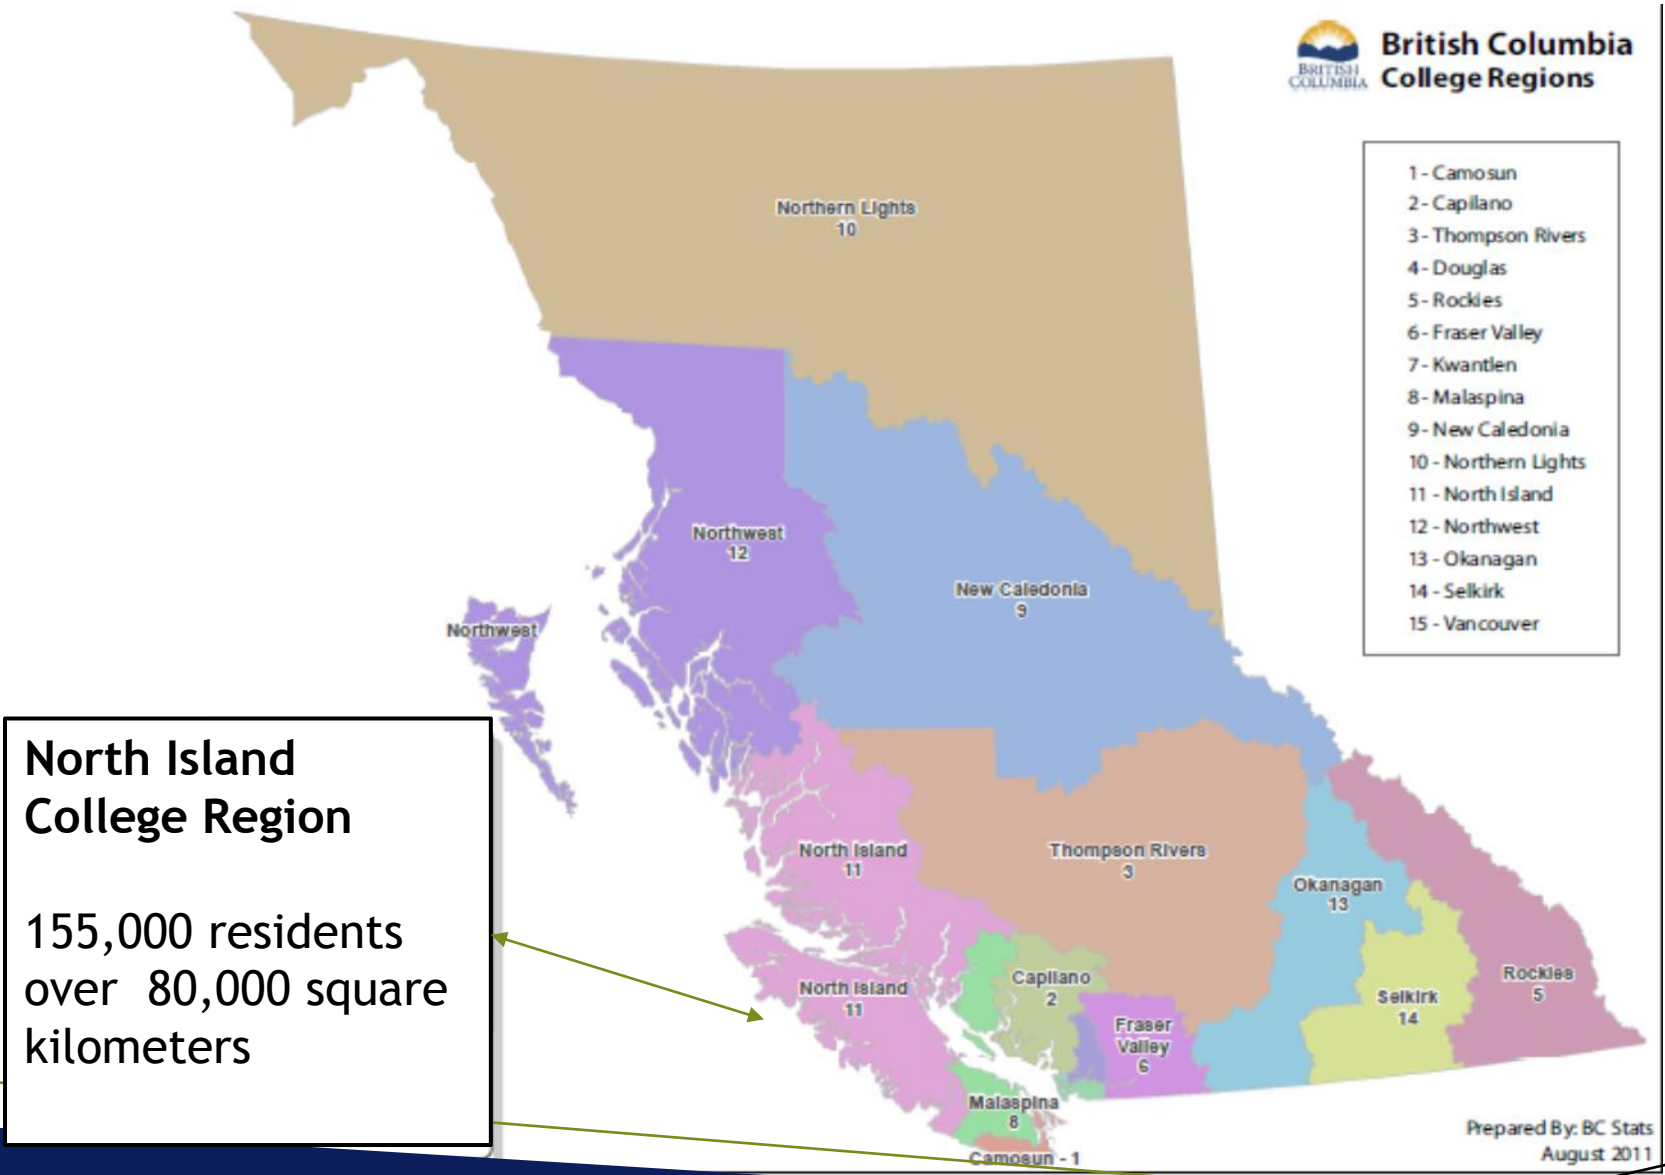 BRITISH
COLUMBIA
British Columbia
College Regions
1 - Camosun
2 - Capilano
3 - Thompson Rivers
4 - Douglas
5 - Rockies
6 - Fraser Valley
7 - Kwantlen
8 - Malaspina
9 - New Caledonia
10 - Northern Lights
11 - North Island
12 - Northwest
13 - Okanagan
14 - Selkirk
15 - Vancouver
Northern Lights
10
Northwest
12
New Caledonia
9
Northwest
North Island
College Region
155,000 residents
over 80,000 square
kilometers
North Island
11
Thompson Rivers
3
Okanagan
13
North Island
11
Capilano
2
Fraser
Valley
6
Selkirk
14
Rockies
5
Malaspina
8
Camosun - 1
Prepared By: BC Stats
August 2011